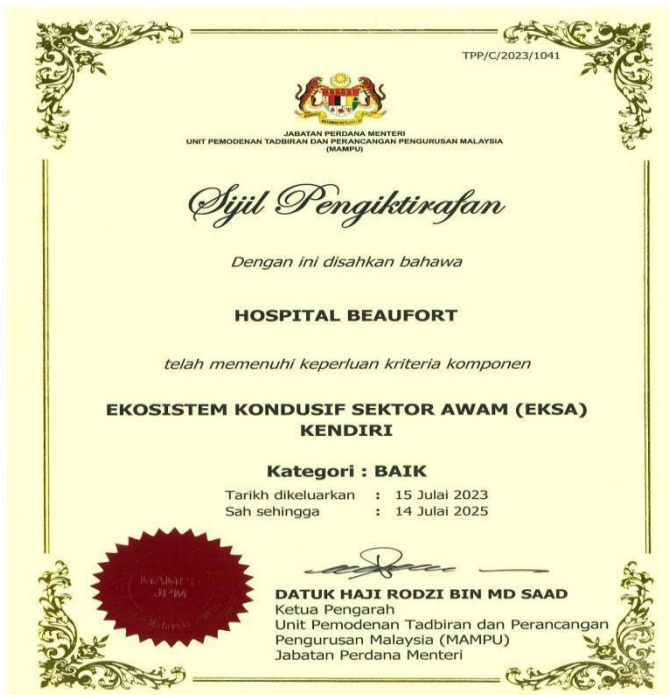 TPP/C/2023/1041
JABATAN PERDANA MENTERI
UNIT PEMODENAN TADBIRAN DAN PERANCANGAN PENGURUSAN MALAYSIA
(MAMPU)
Sijil Pengiktirafan
Dengan ini disahkan bahawa
HOSPITAL BEAUFORT
telah memenuhi keperluan kriteria komponen
EKOSISTEM KONDUSIF SEKTOR AWAM (EKSA)
KENDIRI
Kategori : BAIK
Tarikh dikeluarkan : 15 Julai 2023
Sah sehingga : 14 Julai 2025
MAMPU
JPM
Malaysia
DATUK HAJI RODZI BIN MD SAAD
Ketua Pengarah
Unit Pemodenan Tadbiran dan Perancangan
Pengurusan Malaysia (MAMPU)
Jabatan Perdana Menteri